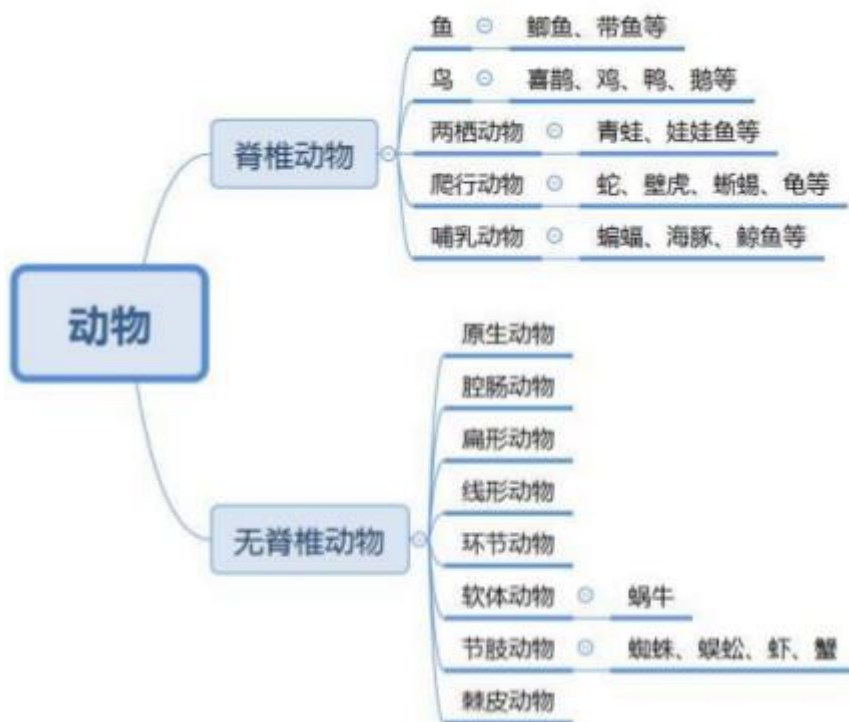 鱼 鲫鱼、带鱼等
鸟 喜鹊、鸡、鸭、鹅等
两栖动物 青蛙、娃娃鱼等
脊椎动物
爬行动物 蛇、壁虎、蜥蜴、龟等
哺乳动物 蝙蝠、海豚、鲸鱼等
动物
原生动物
腔肠动物
扁形动物
线形动物
无脊椎动物
环节动物
软体动物 蜗牛
节肢动物 蜘蛛、蜈蚣、虾、蟹
棘皮动物